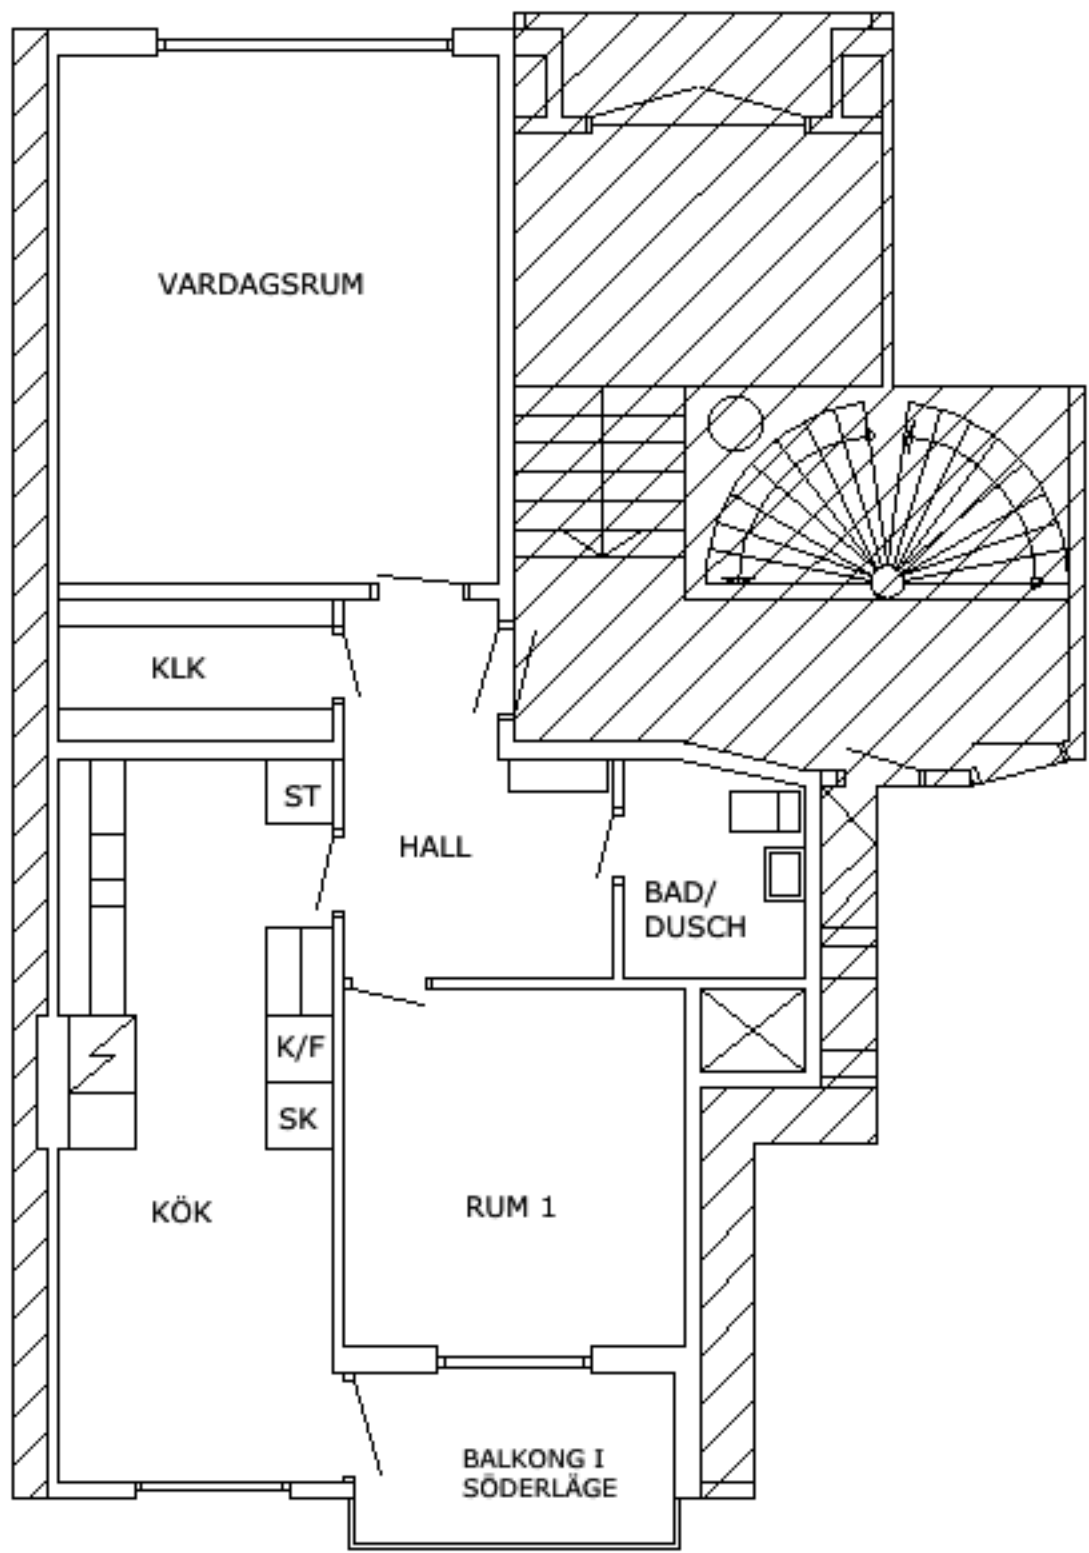 VARDAGSRUM
KLK
ST
HALL
BAD/
DUSCH
K/F
SK
KÖK
RUM 1
BALKONG I
SÖDERLÄGE